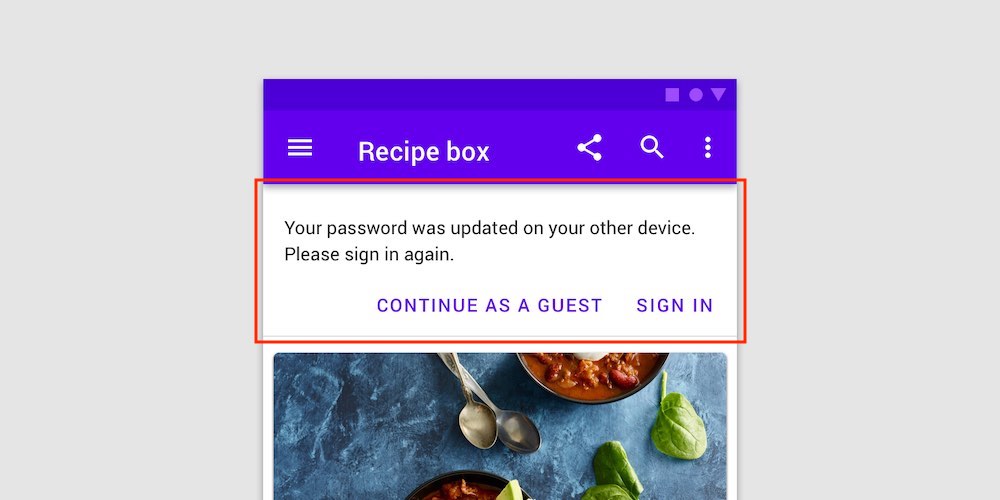 Recipe box
Your password was updated on your other device.
Please sign in again.
CONTINUE AS A GUEST SIGN IN